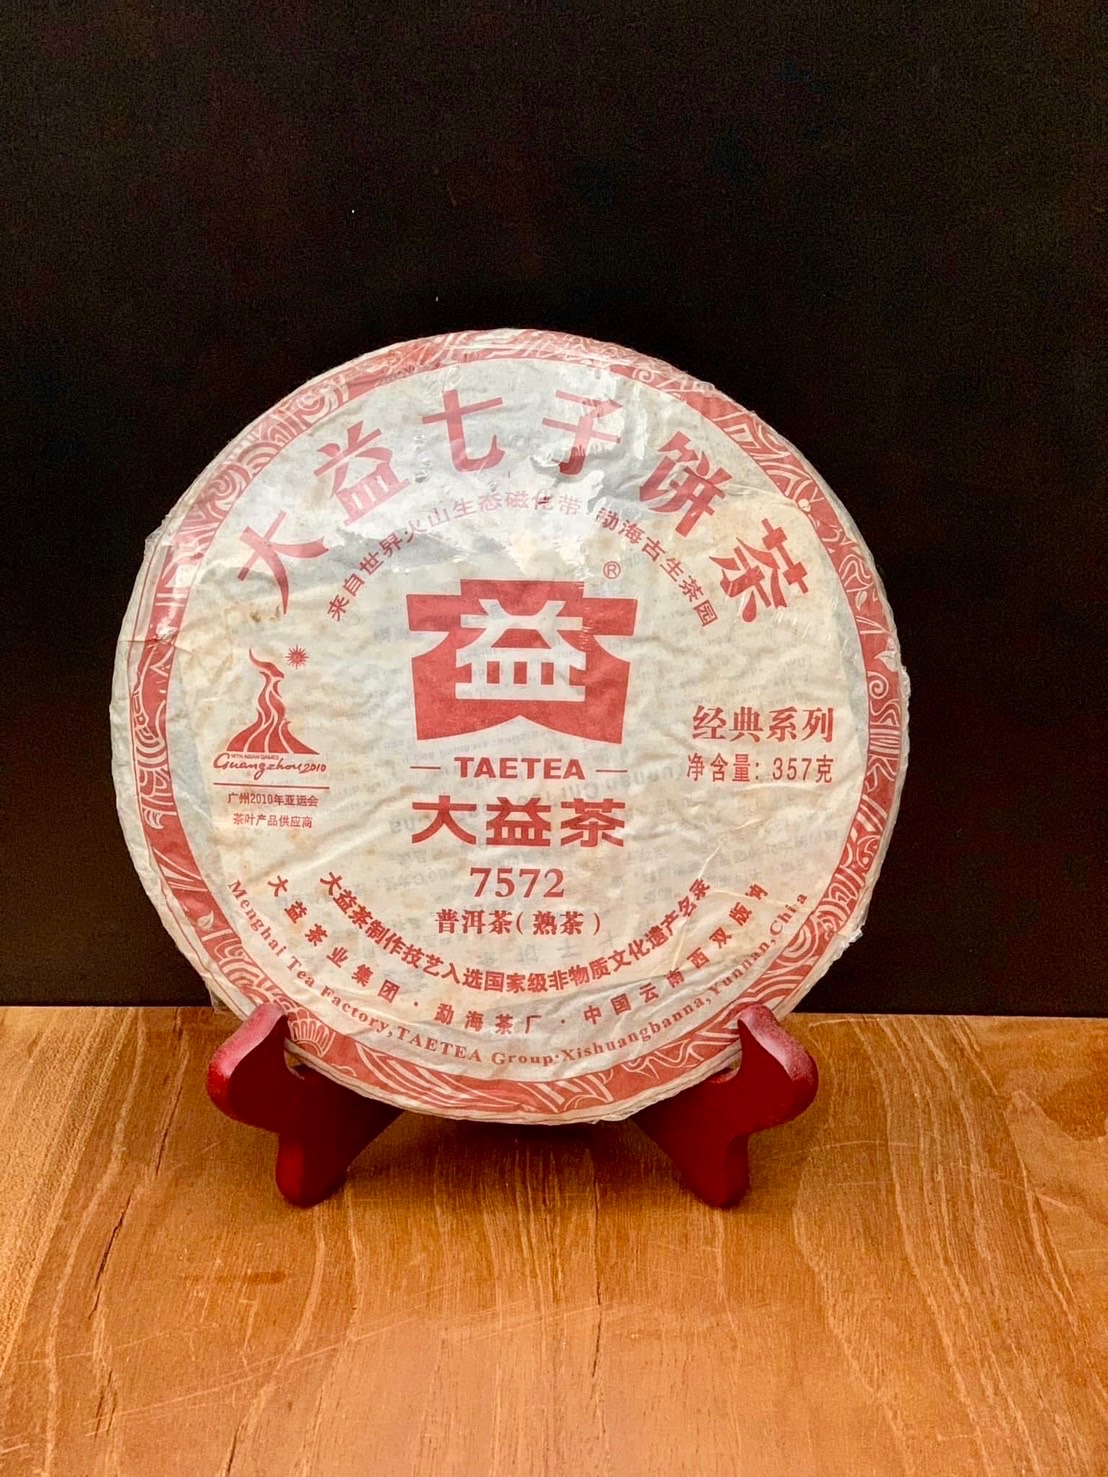 大益七子饼茶
来自世界火山生态磁化带 勐海古生茶园
®
益
16TH ASIAN GAMES
Guangzhou2010
广州2010年亚运会
茶叶产品供应商
经典系列
净含量：357克
— TAETEA —
大益茶
7572
普洱茶(熟茶)
大益茶制作技艺入选国家级非物质文化遗产名录
大益茶业集团·勐海茶厂·中国云南西双版纳
Menghai Tea Factory,TAETEA Group·Xishuangbanna,Yunnan,China